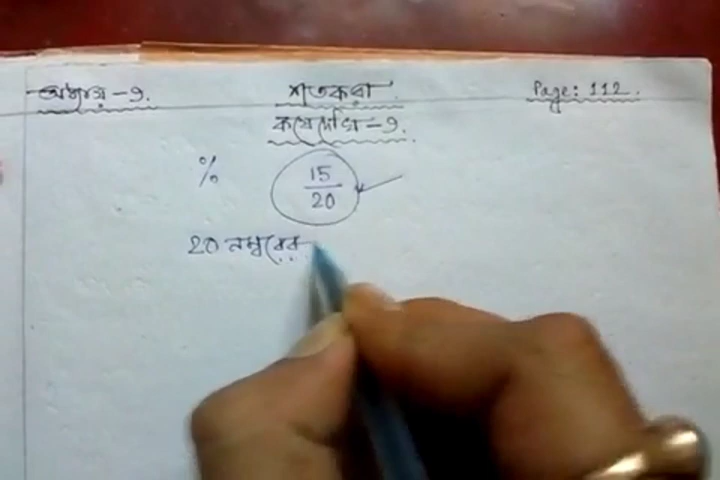 অধ্যায় - 9. শতকরা Page: 112.
কষে দেখি - 9.
% 15/20
20 নম্বরের